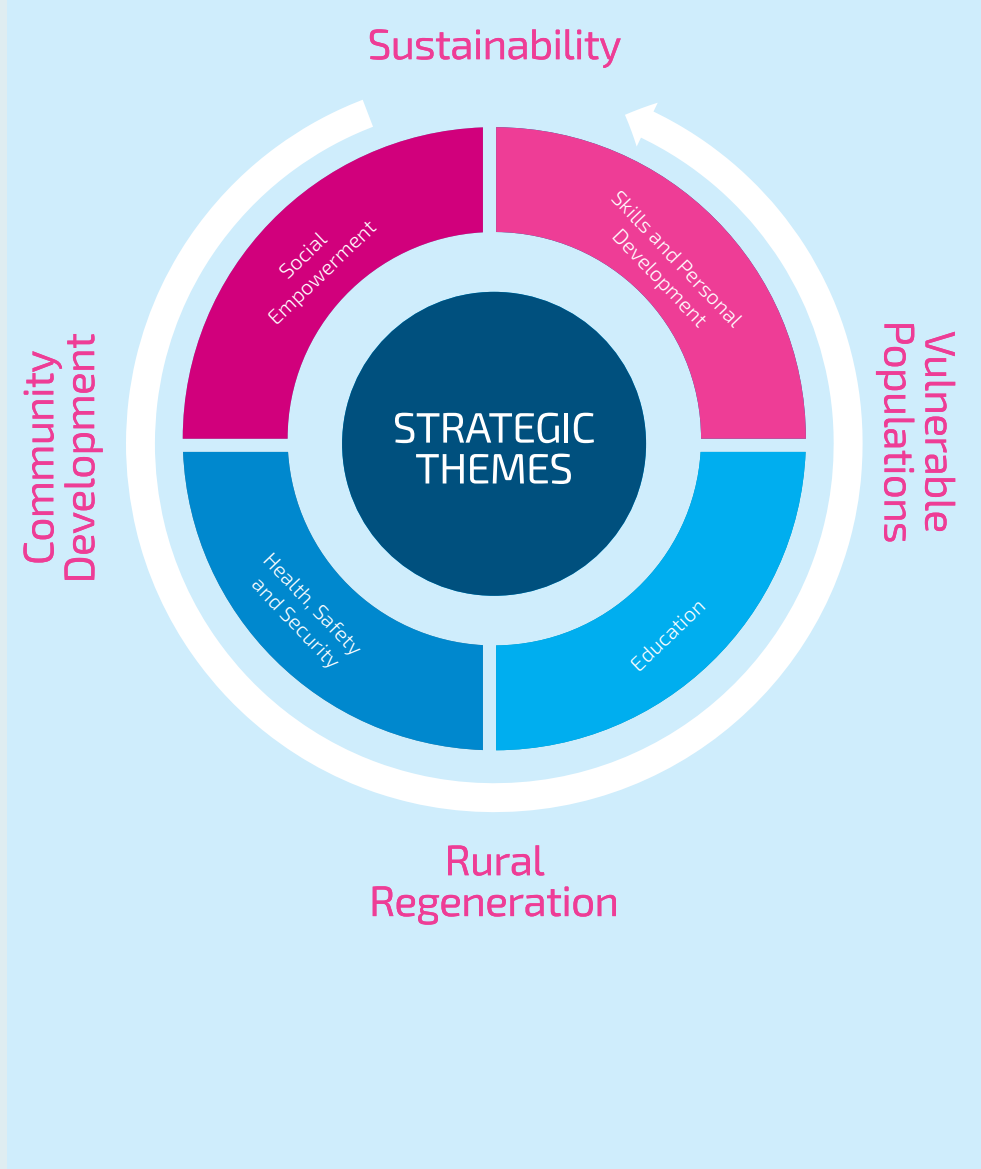 Sustainability
Social
Empowerment
Skills and Personal
Development
Community
Development
STRATEGIC
THEMES
Vulnerable
Populations
Health, Safety
and Security
Education
Rural
Regeneration